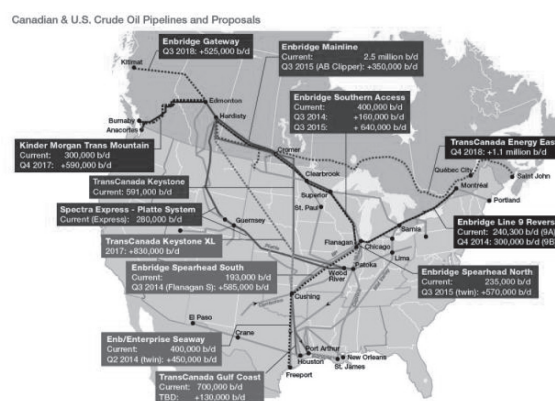 Canadian & U.S. Crude Oil Pipelines and Proposals
Enbridge Gateway
Q3 2018: +525,000 b/d
Enbridge Mainline
Current: 2.5 million b/d
Q3 2015 (AB Clipper): +350,000 b/d
Kitimat
Edmonton
Hardisty
Enbridge Southern Access
Current: 400,000 b/d
Q3 2014: +160,000 b/d
Q3 2015: + 640,000 b/d
Burnaby
Anacortes
Cromer
Kinder Morgan Trans Mountain
Current: 300,000 b/d
Q4 2017: +590,000 b/d
TransCanada Energy East
Q4 2018: +1.1 million b/d
Clearbrook
Québec City
Saint John
Superior
Montréal
TransCanada Keystone
Current: 591,000 b/d
St. Paul
Portland
Spectra Express - Platte System
Current (Express): 280,000 b/d
Guernsey
Sarnia
Enbridge Line 9 Revers
Current: 240,300 b/d (9A)
Q4 2014: 300,000 b/d (9B
TransCanada Keystone XL
2017: +830,000 b/d
Flanagan
Chicago
Lima
Enbridge Spearhead South
Current: 193,000 b/d
Q3 2014 (Flanagan S): +585,000 b/d
Wood
River
Patoka
Enbridge Spearhead North
Current: 235,000 b/d
Q3 2015 (twin): +570,000 b/d
Cushing
El Paso
Crane
Enb/Enterprise Seaway
Current: 400,000 b/d
Q2 2014 (twin): +450,000 b/d
Port Arthur
Houston
New Orleans
St. James
Freeport
TransCanada Gulf Coast
Current: 700,000 b/d
TBD: +130,000 b/d